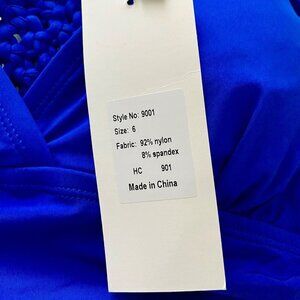 Style No: 9001
Size: 6
Fabric: 92% nylon
8% spandex
HC 901
Made in China